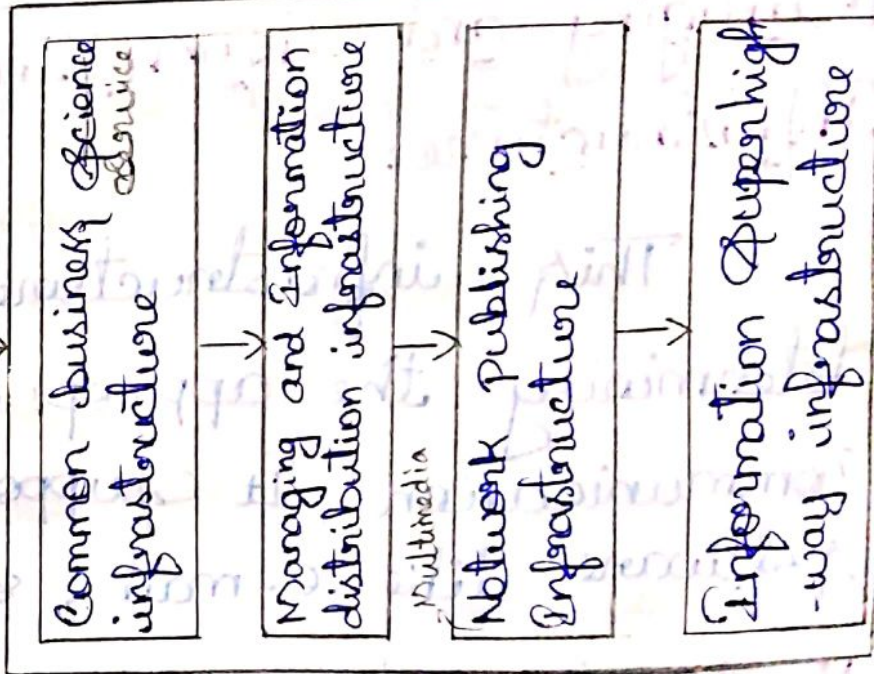 Common business Science
service
infrastructure
Managing and Information
distribution infrastructure
Multimedia
Network Publishing
Infrastructure
Information Superhigh
-way infrastructure